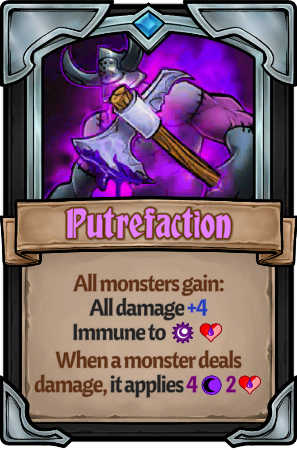 Putrefaction
All monsters gain:
All damage +4
Immune to
When a monster deals
damage, it applies 4 2